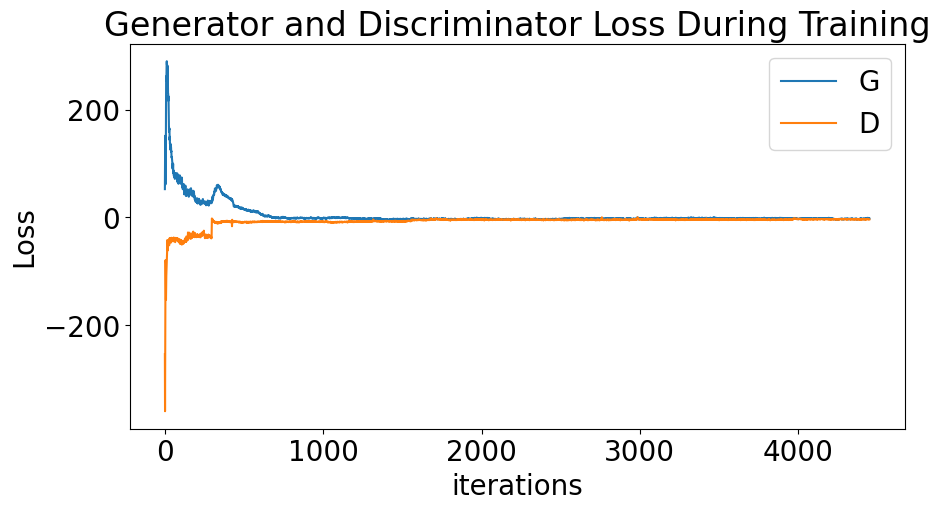 Generator and Discriminator Loss During Training
G
D
200
0
−200
Loss
0 1000 2000 3000 4000
iterations